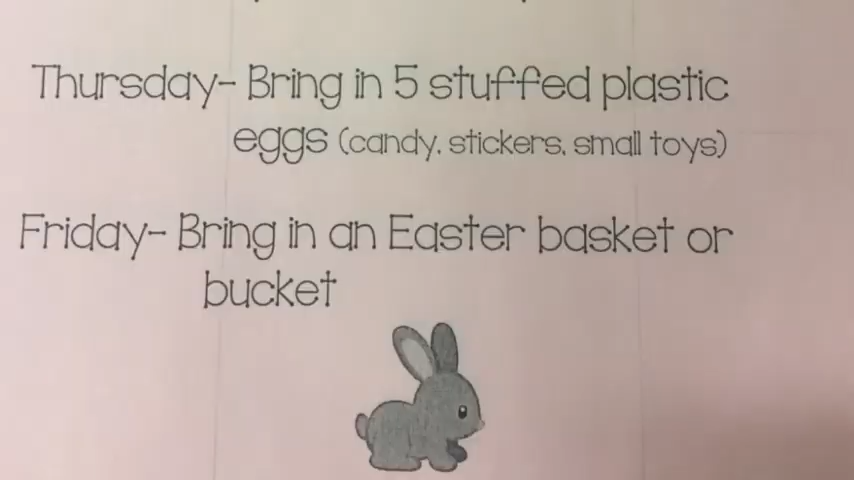 Thursday- Bring in 5 stuffed plastic
eggs (candy, stickers, small toys)
Friday- Bring in an Easter basket or
bucket